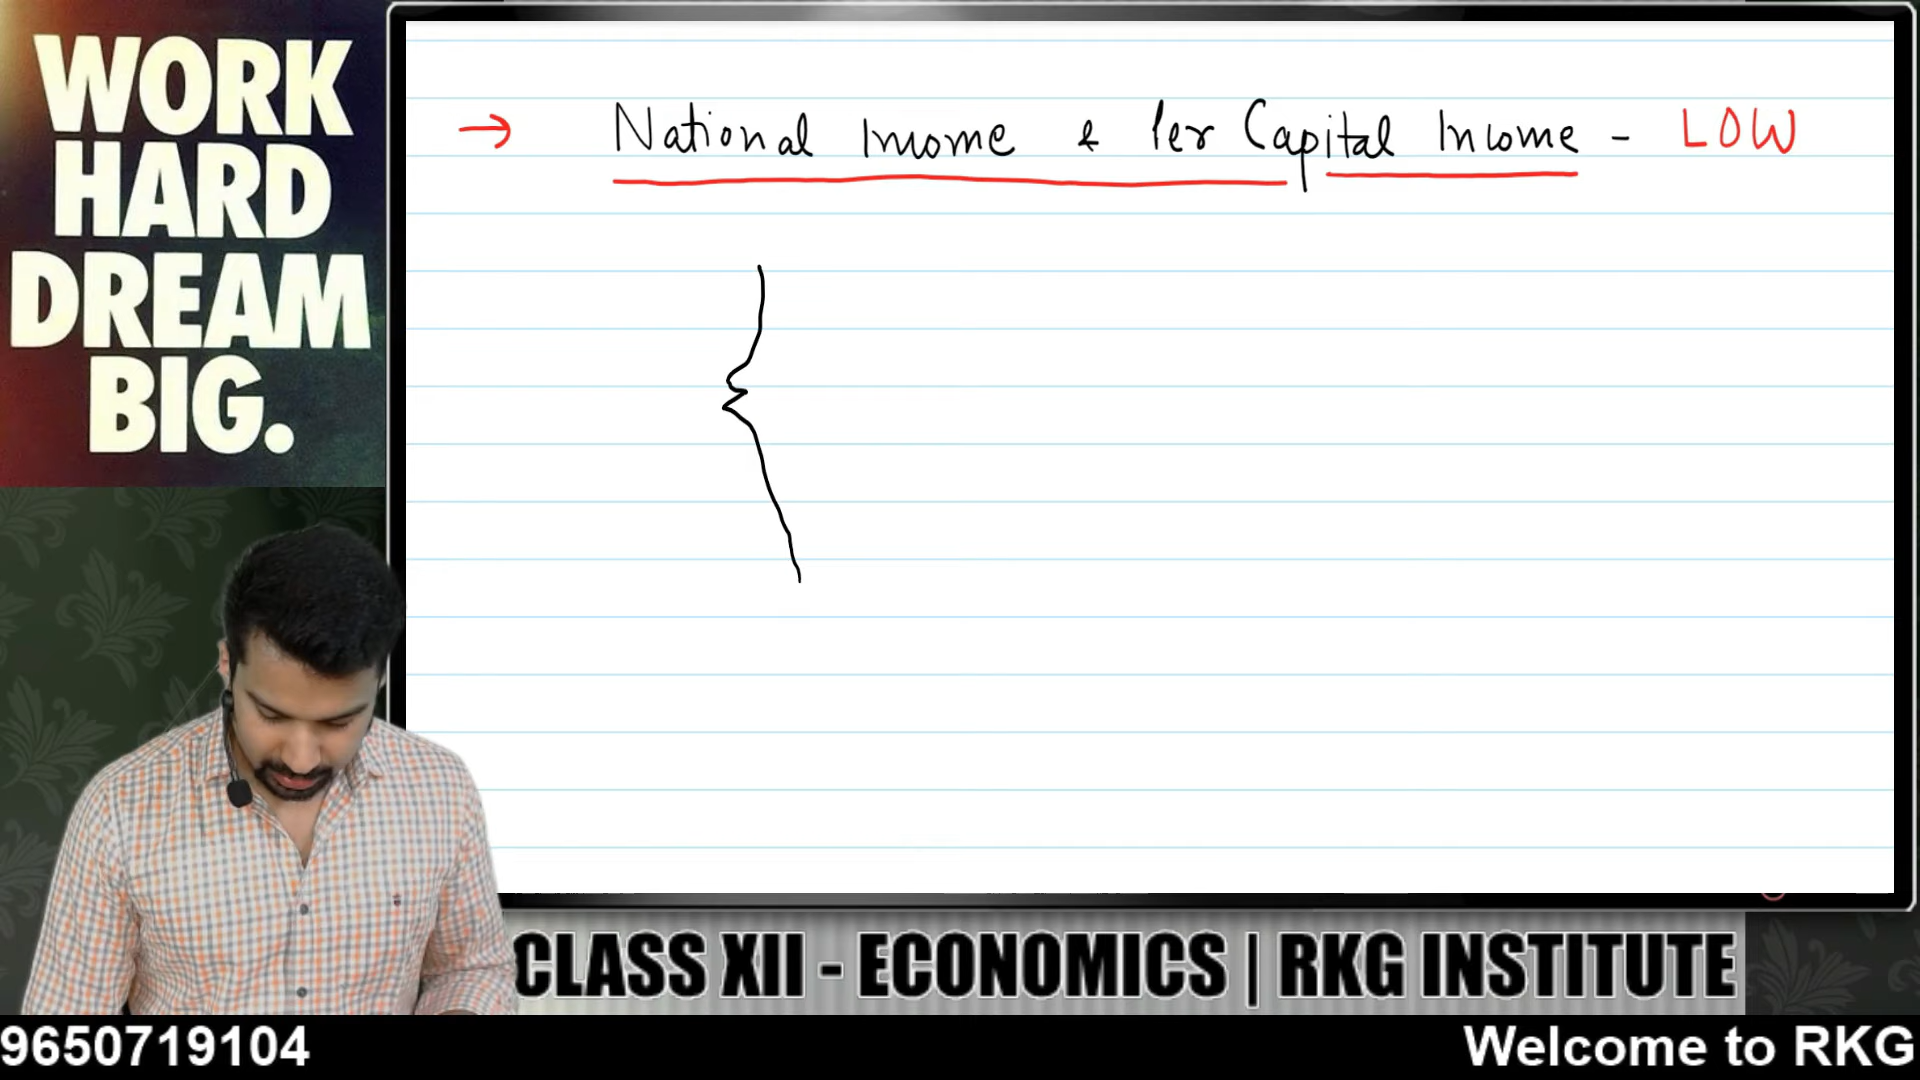 WORK
HARD
DREAM
BIG.
→ National Income & Per Capital Income - LOW
CLASS XII - ECONOMICS | RKG INSTITUTE
9650719104
Welcome to RKG